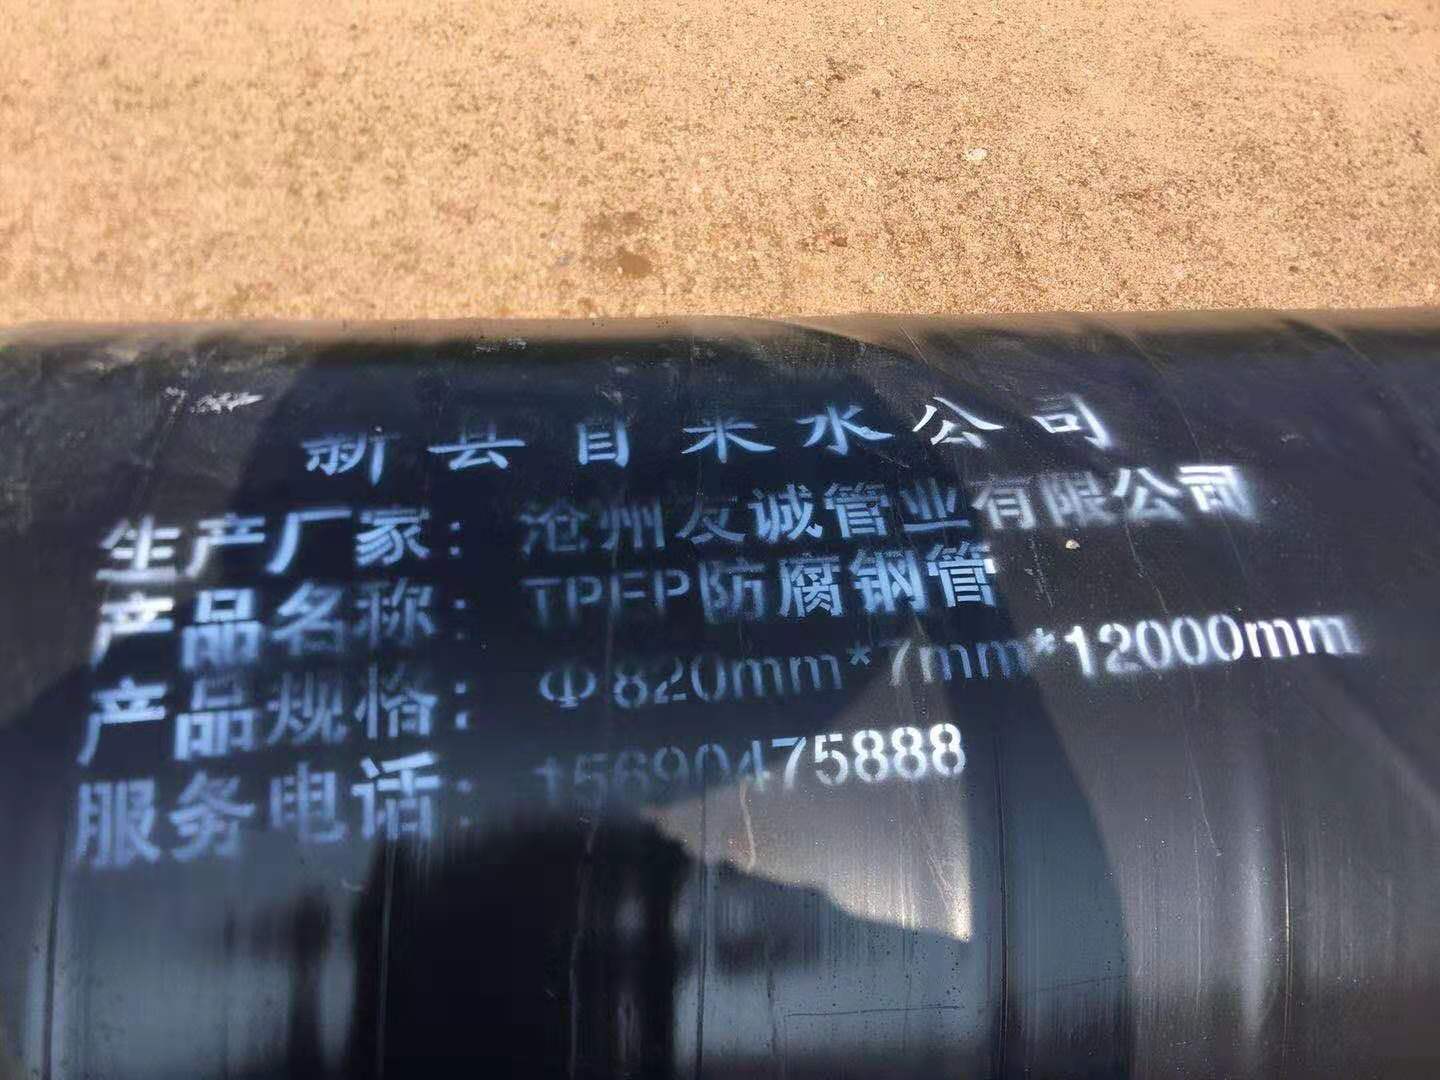 新县自来水公司
生产厂家：沧州友诚管业有限公司
产品名称：TPEP防腐钢管
产品规格：Φ820mm*7mm*12000mm
服务电话：15690475888